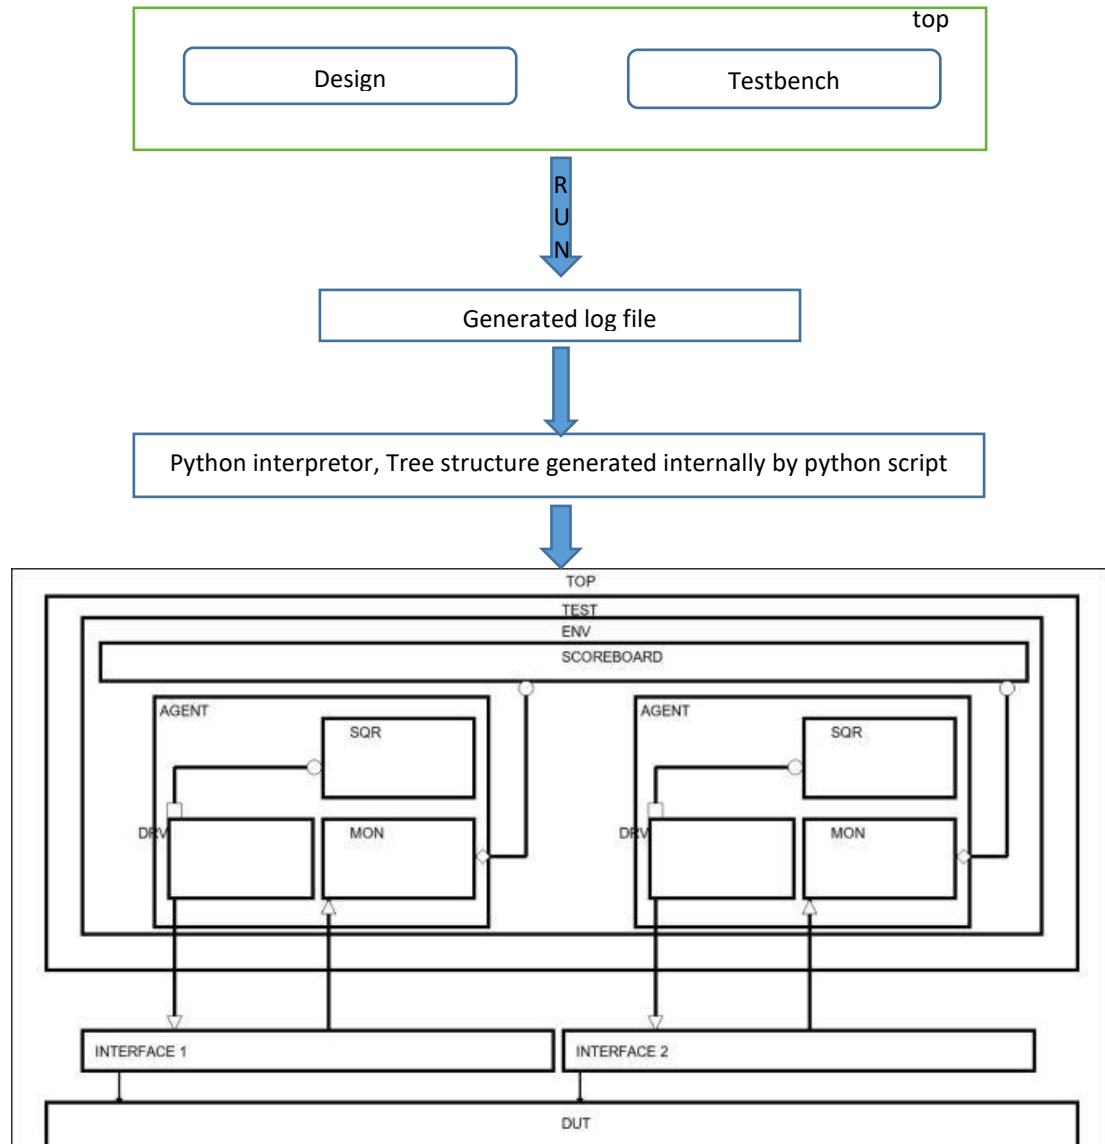 top
Design
Testbench
R
U
N
Generated log file
Python interpretor, Tree structure generated internally by python script
TOP
TEST
ENV
SCOREBOARD
AGENT
AGENT
SQR
SQR
DRV
MON
DRV
MON
INTERFACE 1
INTERFACE 2
DUT